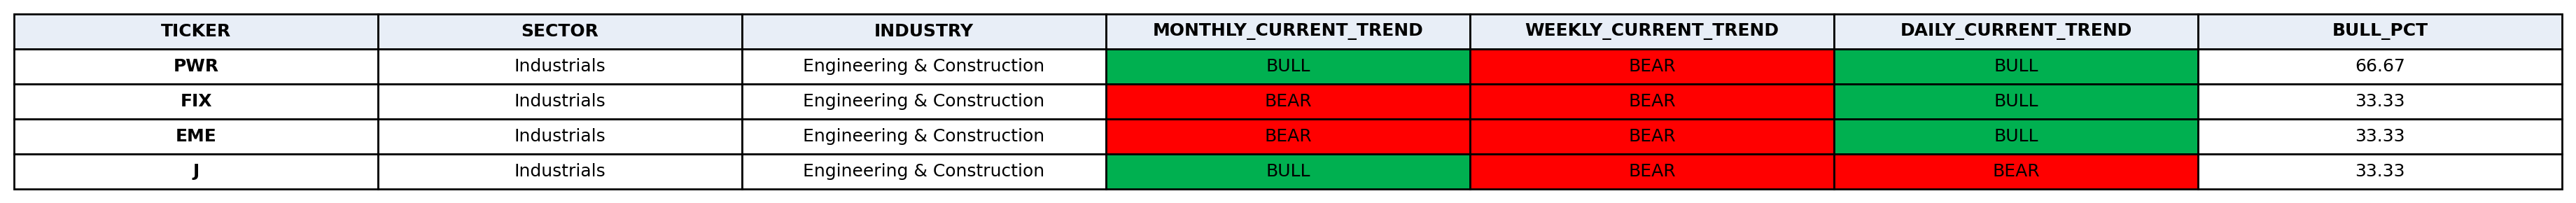 TICKER SECTOR INDUSTRY MONTHLY_CURRENT_TREND WEEKLY_CURRENT_TREND DAILY_CURRENT_TREND BULL_PCT
PWR Industrials Engineering & Construction BULL BEAR BULL 66.67
FIX Industrials Engineering & Construction BEAR BEAR BULL 33.33
EME Industrials Engineering & Construction BEAR BEAR BULL 33.33
J Industrials Engineering & Construction BULL BEAR BEAR 33.33